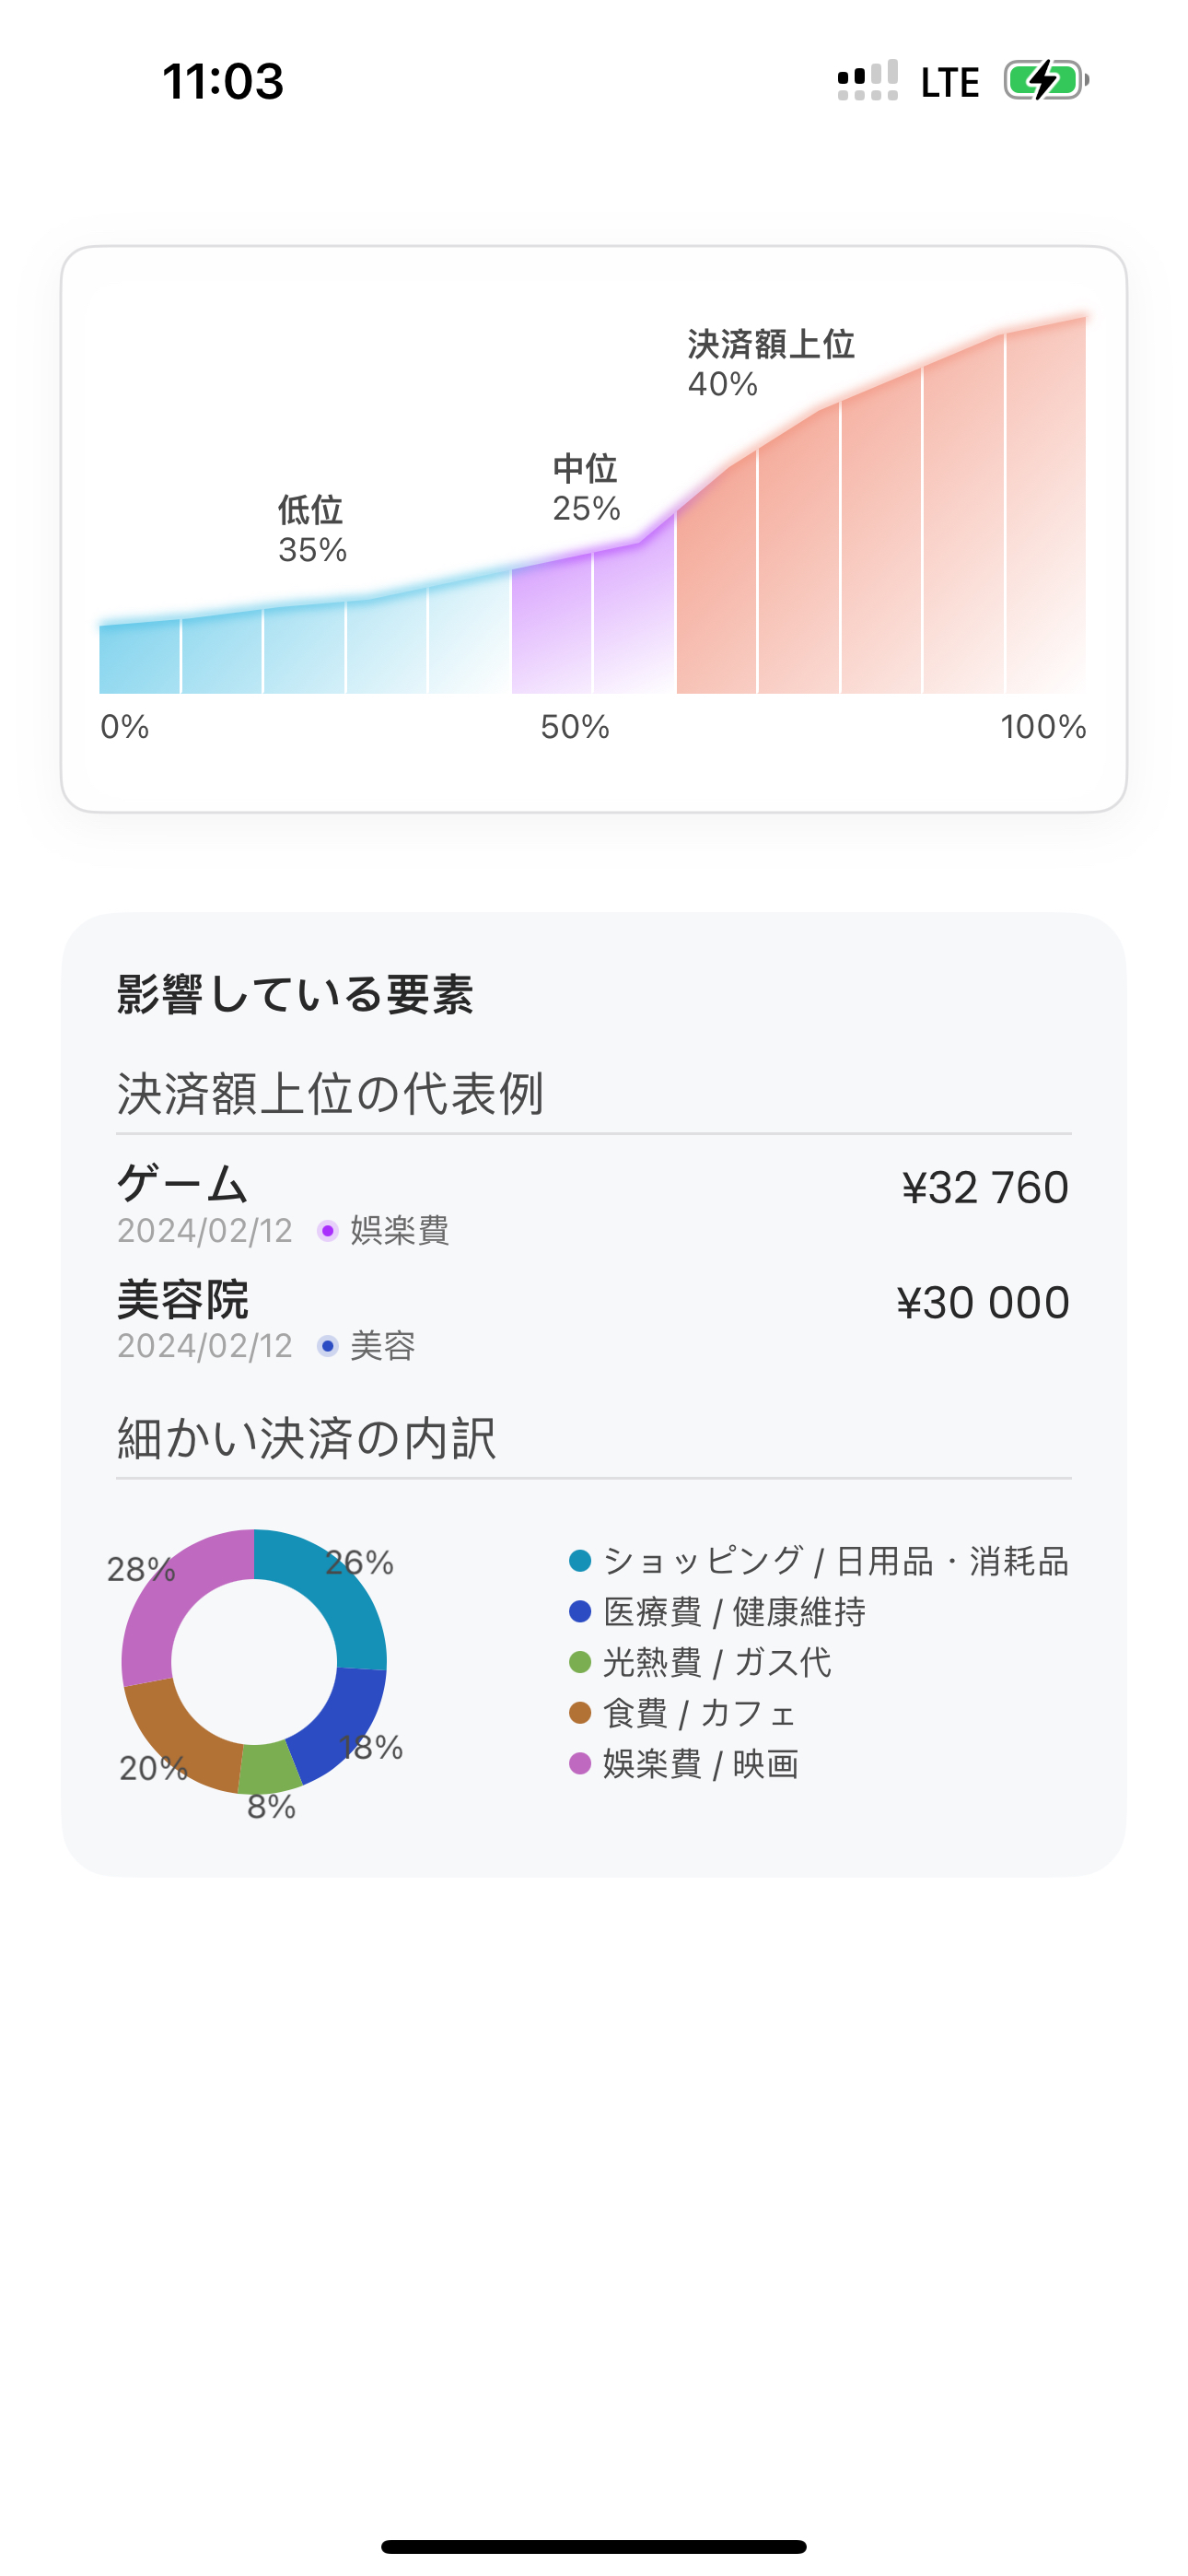 11:03
LTE
決済額上位
40%
中位
25%
低位
35%
0%
50%
100%
影響している要素
決済額上位の代表例
ゲーム
¥32 760
2024/02/12 娯楽費
美容院
¥30 000
2024/02/12 美容
細かい決済の内訳
28%
26%
18%
20%
8%
ショッピング / 日用品・消耗品
医療費 / 健康維持
光熱費 / ガス代
食費 / カフェ
娯楽費 / 映画